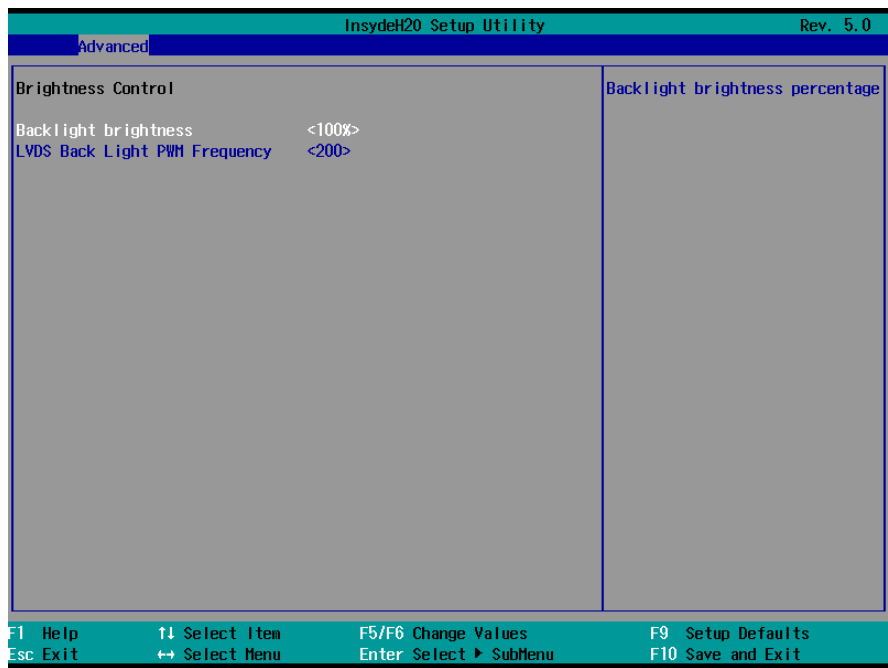 InsydeH20 Setup Utility Rev. 5.0
Advanced
Brightness Control
Backlight brightness <100%>
LVDS Back Light PWM Frequency <200>
Backlight brightness percentage
F1 Help ↑↓ Select Item F5/F6 Change Values F9 Setup Defaults
Esc Exit ↔ Select Menu Enter Select ▶ SubMenu F10 Save and Exit